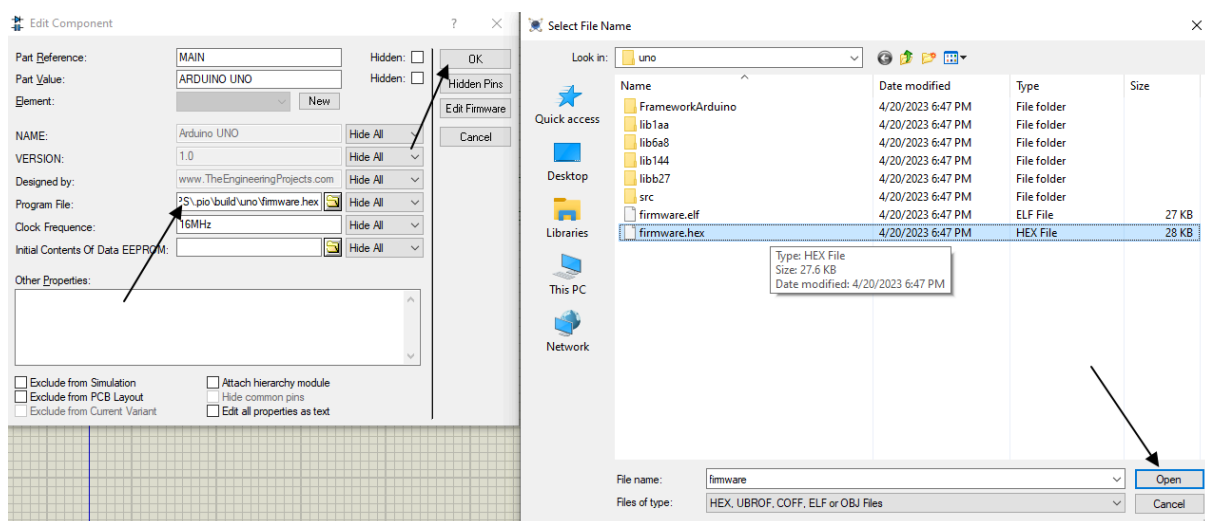 Edit Component ? ×
Part Reference: MAIN Hidden: OK
Part Value: ARDUINO UNO Hidden: Hidden Pins
Element: New Edit Firmware
NAME: Arduino UNO Hide All Cancel
VERSION: 1.0 Hide All
Designed by: www.TheEngineeringProjects.com Hide All
Program File: ?S\.pio\build\uno\firmware.hex Hide All
Clock Frequence: 16MHz Hide All
Initial Contents Of Data EEPROM: Hide All
Other Properties:
Exclude from Simulation Attach hierarchy module
Exclude from PCB Layout Hide common pins
Exclude from Current Variant Edit all properties as text
Select File Name ×
Look in: uno
Quick access
Desktop
Libraries
This PC
Network
Name Date modified Type Size
FrameworkArduino 4/20/2023 6:47 PM File folder
lib1aa 4/20/2023 6:47 PM File folder
lib6a8 4/20/2023 6:47 PM File folder
lib144 4/20/2023 6:47 PM File folder
libb27 4/20/2023 6:47 PM File folder
src 4/20/2023 6:47 PM File folder
firmware.elf 4/20/2023 6:47 PM ELF File 27 KB
firmware.hex 4/20/2023 6:47 PM HEX File 28 KB
Type: HEX File
Size: 27.6 KB
Date modified: 4/20/2023 6:47 PM
File name: firmware Open
Files of type: HEX, UBROF, COFF, ELF or OBJ Files Cancel